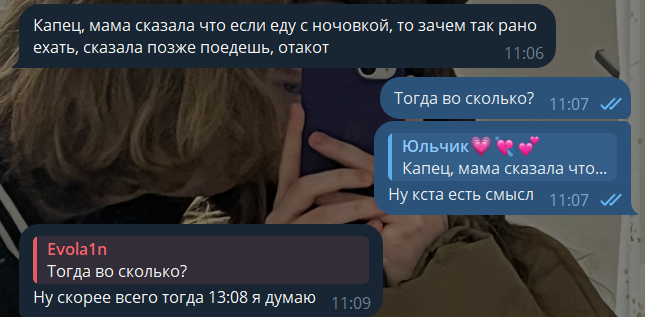 Капец, мама сказала что если еду с ночовкой, то зачем так рано
ехать, сказала позже поедешь, отакот
11:06
Тогда во сколько?
11:07
Юльчик💗💘💕
Капец, мама сказала что...
Ну кста есть смысл
11:07
Evola1n
Тогда во сколько?
Ну скорее всего тогда 13:08 я думаю
11:09